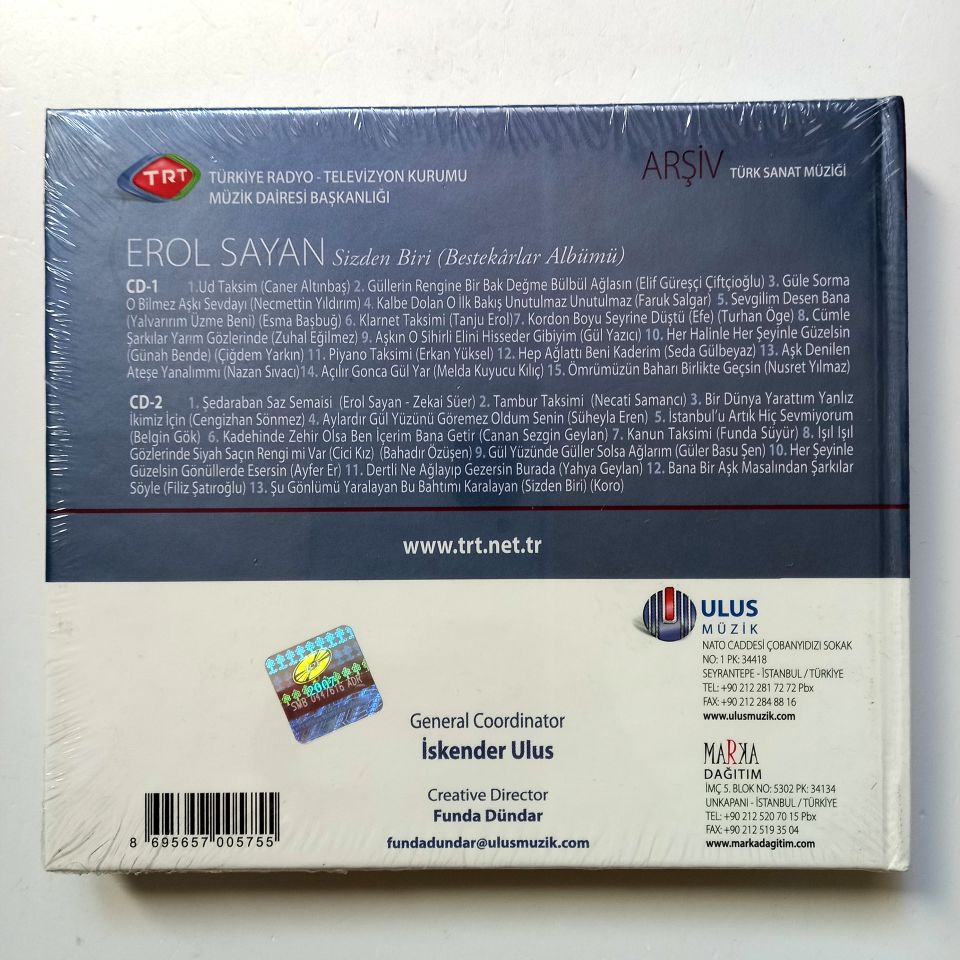 TRT
TÜRKİYE RADYO - TELEVİZYON KURUMU
MÜZİK DAİRESİ BAŞKANLIĞI
ARŞİV TÜRK SANAT MÜZİĞİ
EROL SAYAN Sizden Biri (Bestekârlar Albümü)
CD-1 1.Ud Taksim (Caner Altınbaş) 2. Güllerin Rengine Bir Bak Değme Bülbül Ağlasın (Elif Güreşçi Çiftçioğlu) 3. Güle Sorma
O Bilmez Aşkı Sevdayı (Necmettin Yıldırım) 4. Kalbe Dolan O İlk Bakış Unutulmaz Unutulmaz (Faruk Salgar) 5. Sevgilim Desen Bana
(Yalvarırım Üzme Beni) (Esma Başbuğ) 6. Klarnet Taksimi (Tanju Erol)7. Kordon Boyu Seyrine Düştü (Efe) (Turhan Öge) 8. Cümle
Şarkılar Yarım Gözlerinde (Zuhal Eğilmez) 9. Aşkın O Sihirli Elini Hisseder Gibiyim (Gül Yazıcı) 10. Her Halinle Her Şeyinle Güzelsin
(Günah Bende) (Çiğdem Yarkın) 11. Piyano Taksimi (Erkan Yüksel) 12. Hep Ağlattı Beni Kaderim (Seda Gülbeyaz) 13. Aşk Denilen
Ateşe Yanalımmı (Nazan Sıvacı)14. Açılır Gonca Gül Yar (Melda Kuyucu Kılıç) 15. Ömrümüzün Baharı Birlikte Geçsin (Nusret Yılmaz)
CD-2 1. Şedaraban Saz Semaisi (Erol Sayan - Zekai Süer) 2. Tambur Taksimi (Necati Samancı) 3. Bir Dünya Yarattım Yanlız
İkimiz İçin (Cengizhan Sönmez) 4. Aylardır Gül Yüzünü Göremez Oldum Senin (Süheyla Eren) 5. İstanbul'u Artık Hiç Sevmiyorum
(Belgin Gök) 6. Kadehinde Zehir Olsa Ben İçerim Bana Getir (Canan Sezgin Geylan) 7. Kanun Taksimi (Funda Süyür) 8. Işıl Işıl
Gözlerinde Siyah Saçın Rengi mi Var (Cici Kız) (Bahadır Özüşen) 9. Gül Yüzünde Güller Solsa Ağlarım (Güler Basu Şen) 10. Her Şeyinle
Güzelsin Gönüllerde Esersin (Ayfer Er) 11. Dertli Ne Ağlayıp Gezersin Burada (Yahya Geylan) 12. Bana Bir Aşk Masalından Şarkılar
Söyle (Filiz Şatıroğlu) 13. Şu Gönlümü Yaralayan Bu Bahtımı Karalayan (Sizden Biri) (Koro)
www.trt.net.tr
ULUS
MÜZİK
NATO CADDESİ ÇOBANYIDIZI SOKAK
NO: 1 PK: 34418
SEYRANTEPE - İSTANBUL / TÜRKİYE
TEL: +90 212 281 72 72 Pbx
FAX: +90 212 284 88 16
www.ulusmuzik.com
2007
SMB 0447616 ADR
General Coordinator
İskender Ulus
Creative Director
Funda Dündar
fundadundar@ulusmuzik.com
MARKA
DAĞITIM
İMÇ 5. BLOK NO: 5302 PK: 34134
UNKAPANI - İSTANBUL / TÜRKİYE
TEL: +90 212 520 70 15 Pbx
FAX: +90 212 519 35 04
www.markadagitim.com
8 695657 005755